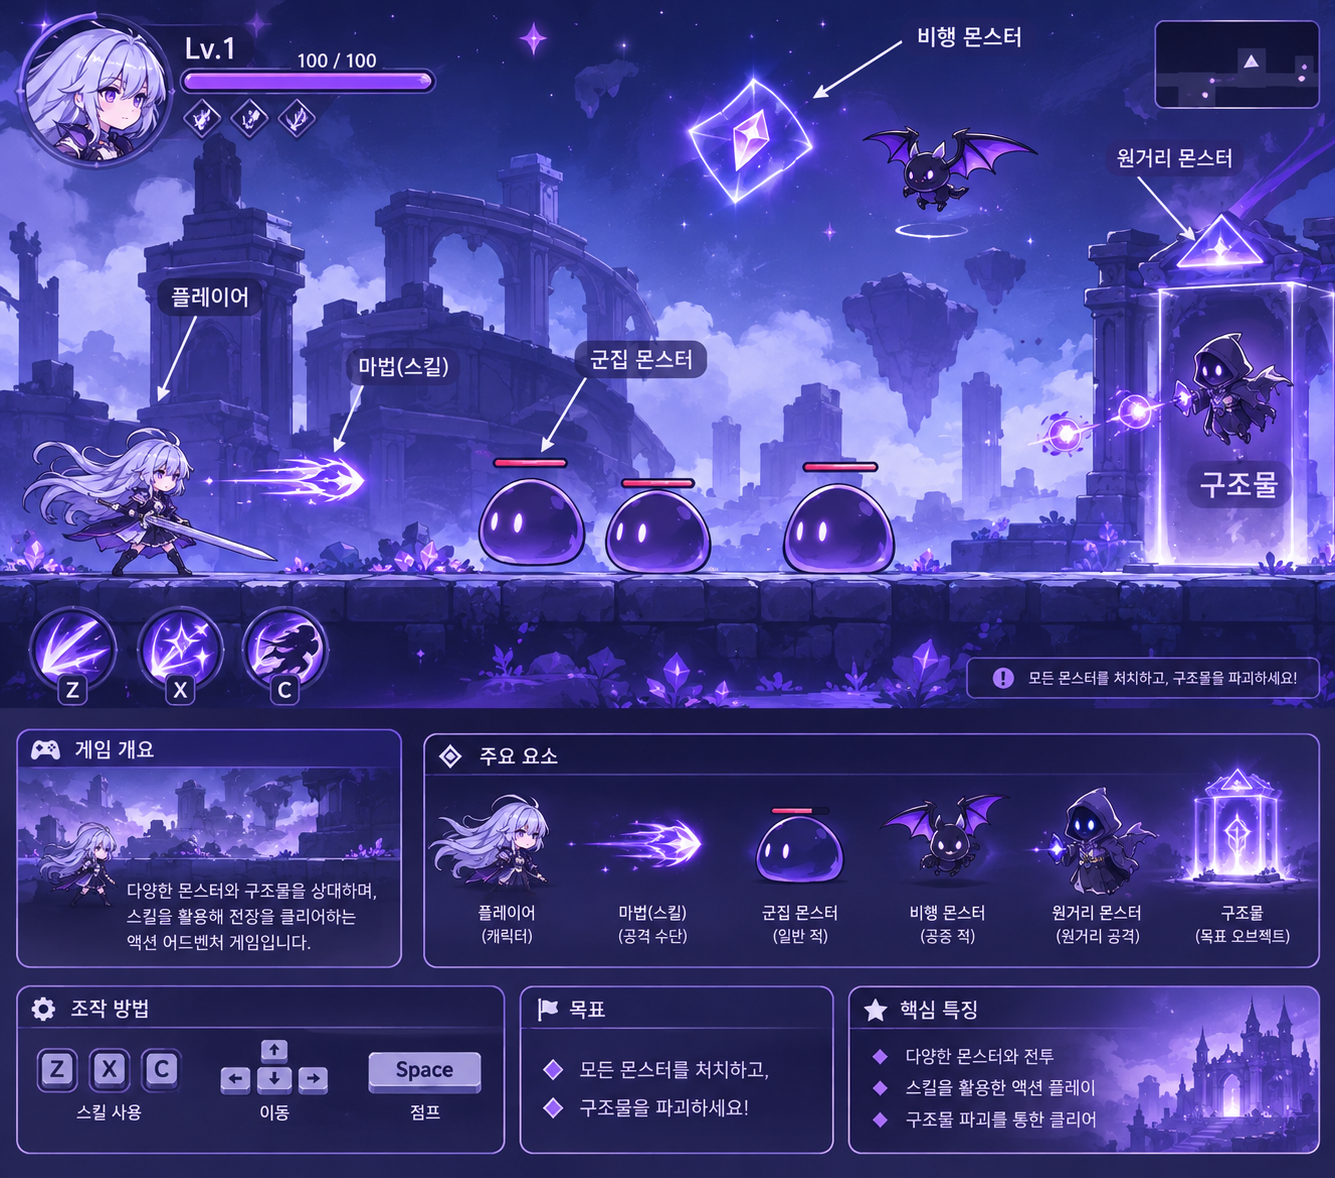 Lv.1
100 / 100
비행 몬스터
원거리 몬스터
플레이어
마법(스킬)
군집 몬스터
구조물
Z
X
C
모든 몬스터를 처치하고, 구조물을 파괴하세요!
게임 개요
다양한 몬스터와 구조물을 상대하며,
스킬을 활용해 전장을 클리어하는
액션 어드벤처 게임입니다.
주요 요소
플레이어
(캐릭터)
마법(스킬)
(공격 수단)
군집 몬스터
(일반 적)
비행 몬스터
(공중 적)
원거리 몬스터
(원거리 공격)
구조물
(목표 오브젝트)
조작 방법
Z X C
스킬 사용
↑
← ↓ →
이동
Space
점프
목표
모든 몬스터를 처치하고,
구조물을 파괴하세요!
핵심 특징
다양한 몬스터와 전투
스킬을 활용한 액션 플레이
구조물 파괴를 통한 클리어